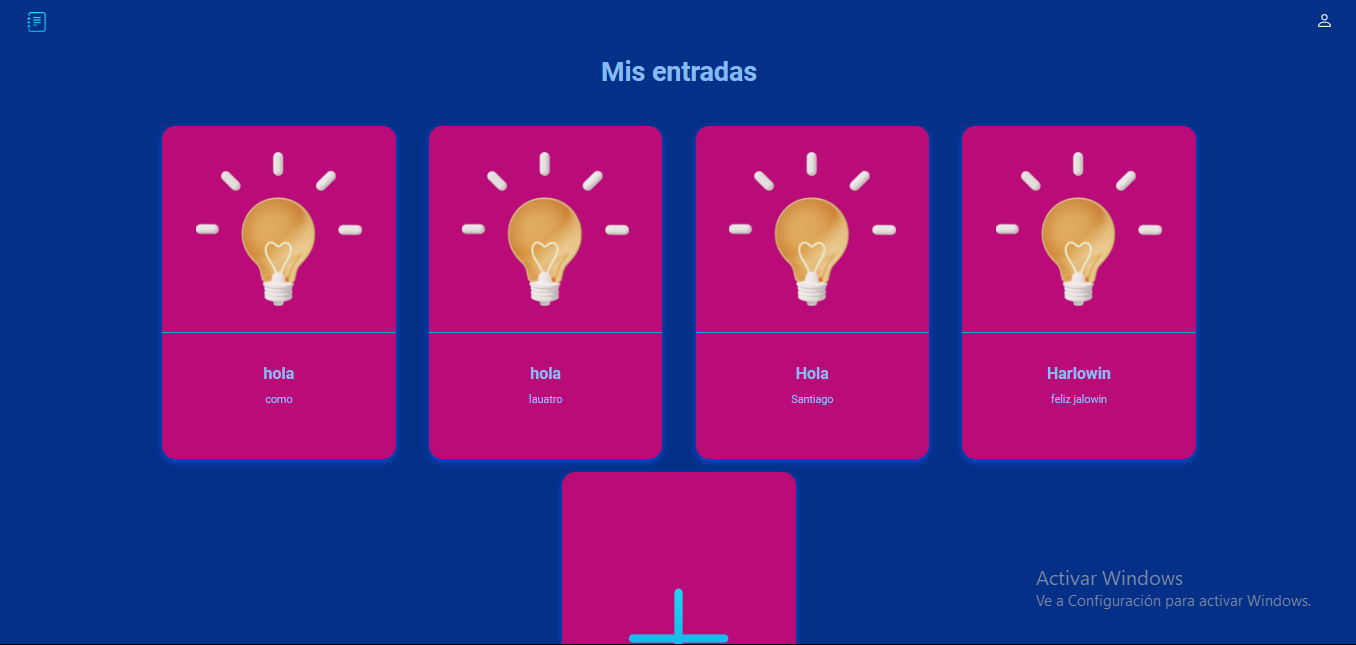 Mis entradas
hola
como
hola
lauatro
Hola
Santiago
Harlowin
feliz jalowin
Activar Windows
Ve a Configuración para activar Windows.